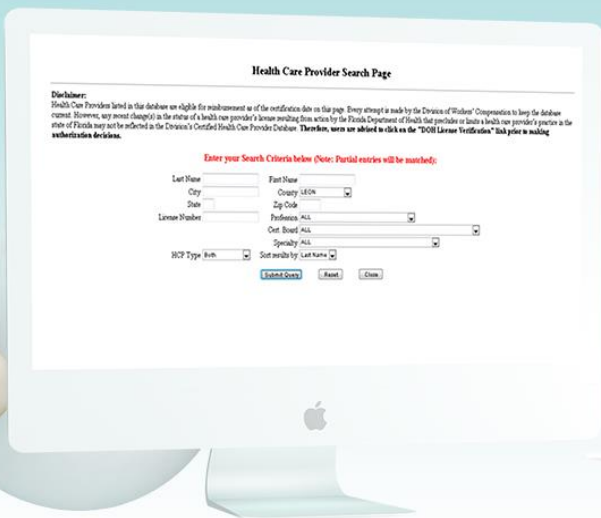 Health Care Provider Search Page
Disclaimer:
Health Care Providers listed in this database are eligible for reimbursement as of the certification date on this page. Every attempt is made by the Division of Workers' Compensation to keep the database
current. However, any recent change(s) in the status of a health care provider's license resulting from action by the Florida Department of Health that precludes or limits a health care provider's practice in the
state of Florida may not be reflected in the Division's Certified Health Care Provider Database. Therefore, users are advised to click on the "DOH License Verification" link prior to making
authorization decisions.
Enter your Search Criteria below (Note: Partial entries will be matched):
Last Name First Name
City County LEON
State Zip Code
License Number Profession ALL
Cert. Board ALL
Specialty ALL
HCP Type Both Sort results by Last Name
Submit Query Reset Close